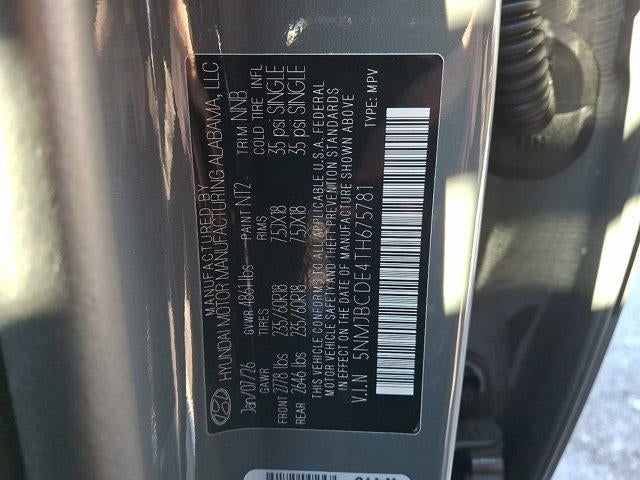 MANUFACTURED BY
HYUNDAI MOTOR MANUFACTURING ALABAMA, LLC
Jan/07/26 GVWR 4861 lbs PAINT NT2 TRIM NNB
GAWR TIRES RIMS COLD TIRE INFL
FRONT 2778 lbs 235/60R18 7.5JX18 35 psi SINGLE
REAR 2646 lbs 235/60R18 7.5JX18 35 psi SINGLE
THIS VEHICLE CONFORMS TO ALL APPLICABLE U.S.A. FEDERAL
MOTOR VEHICLE SAFETY AND THEFT PREVENTION STANDARDS
IN EFFECT ON THE DATE OF MANUFACTURE SHOWN ABOVE
V.I.N 5NMJBCDE4TH675781 TYPE: MPV